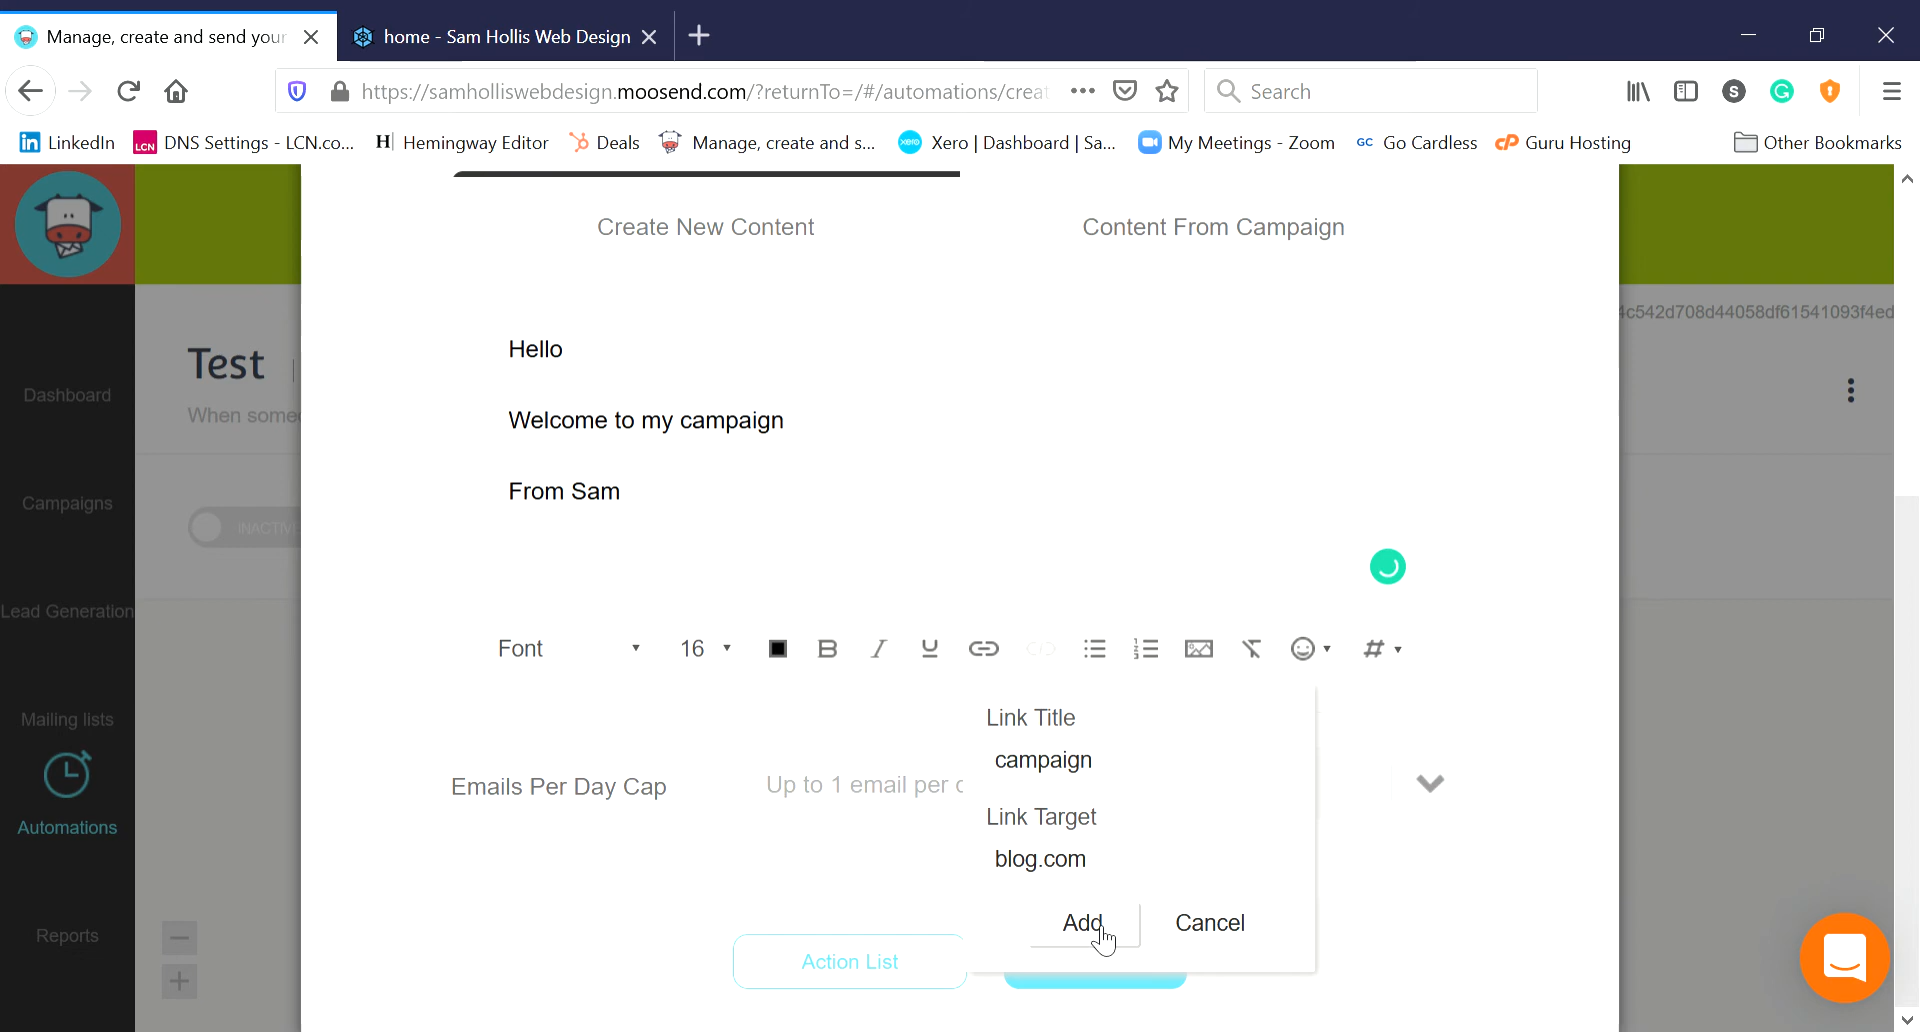 Manage, create and send your
home - Sam Hollis Web Design
https://samholliswebdesign.moosend.com/?returnTo=/#/automations/creat
Search
LinkedIn
DNS Settings - LCN.co...
Hemingway Editor
Deals
Manage, create and s...
Xero | Dashboard | Sa...
My Meetings - Zoom
GC Go Cardless
Guru Hosting
Other Bookmarks
Create New Content
Content From Campaign
4c542d708d44058df61541093f4ed
Hello
Test
Dashboard
When someo
Welcome to my campaign
From Sam
Campaigns
INACTIVE
Lead Generation
Font
16
Mailing lists
Link Title
campaign
Emails Per Day Cap
Up to 1 email per d
Link Target
Automations
blog.com
Add
Cancel
Reports
Action List